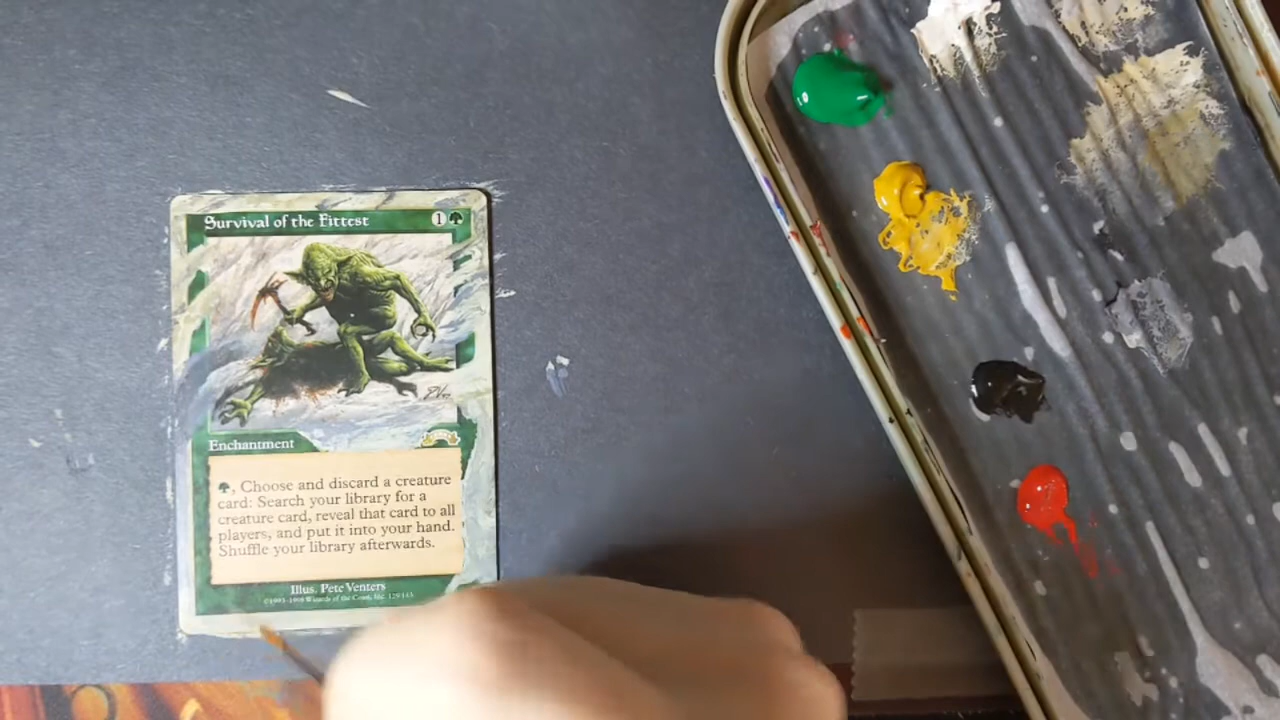 Survival of the Fittest 1
Enchantment
, Choose and discard a creature
card: Search your library for a
creature card, reveal that card to all
players, and put it into your hand.
Shuffle your library afterwards.
Illus. Pete Venters